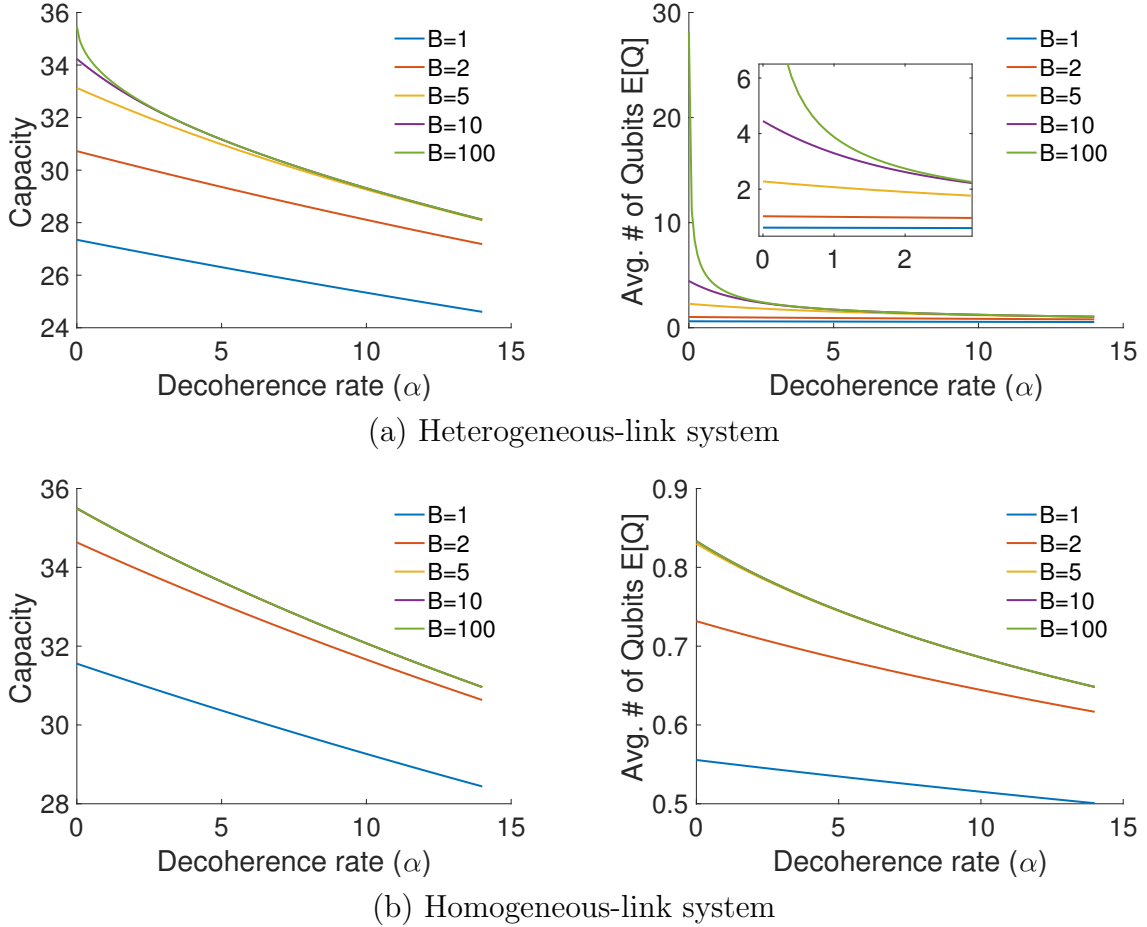 36
34
32
30
28
26
24
Capacity
0
5
10
15
Decoherence rate (α)
B=1
B=2
B=5
B=10
B=100
30
20
10
0
Avg. # of Qubits E[Q]
6
4
2
0
1
2
B=1
B=2
B=5
B=10
B=100
0
5
10
15
Decoherence rate (α)
(a) Heterogeneous-link system
36
34
32
30
28
Capacity
B=1
B=2
B=5
B=10
B=100
0
5
10
15
Decoherence rate (α)
0.9
0.8
0.7
0.6
0.5
Avg. # of Qubits E[Q]
B=1
B=2
B=5
B=10
B=100
0
5
10
15
Decoherence rate (α)
(b) Homogeneous-link system